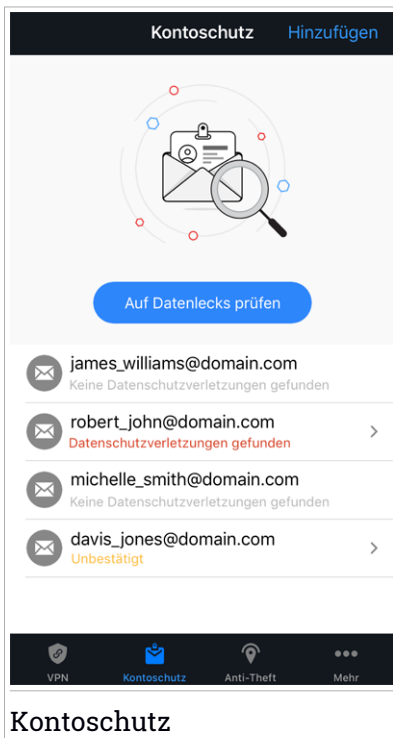 Kontoschutz Hinzufügen
Auf Datenlecks prüfen
james_williams@domain.com
Keine Datenschutzverletzungen gefunden
robert_john@domain.com
Datenschutzverletzungen gefunden
michelle_smith@domain.com
Keine Datenschutzverletzungen gefunden
davis_jones@domain.com
Unbestätigt
VPN Kontoschutz Anti-Theft Mehr
Kontoschutz